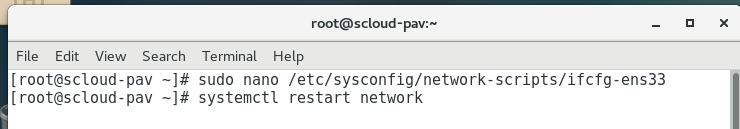 root@scloud-pav:~
File Edit View Search Terminal Help
[root@scloud-pav ~]# sudo nano /etc/sysconfig/network-scripts/ifcfg-ens33
[root@scloud-pav ~]# systemctl restart network